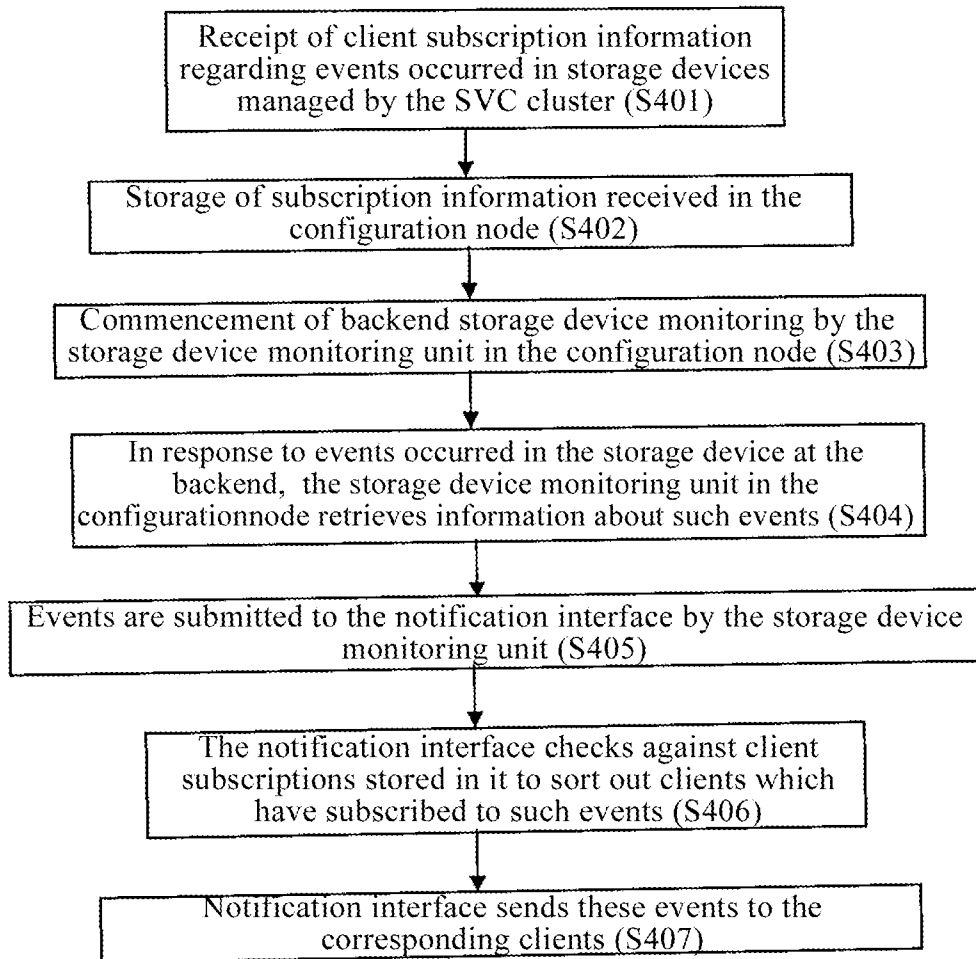 Receipt of client subscription information
regarding events occurred in storage devices
managed by the SVC cluster (S401)
Storage of subscription information received in the
configuration node (S402)
Commencement of backend storage device monitoring by the
storage device monitoring unit in the configuration node (S403)
In response to events occurred in the storage device at the
backend, the storage device monitoring unit in the
configurationnode retrieves information about such events (S404)
Events are submitted to the notification interface by the storage device
monitoring unit (S405)
The notification interface checks against client
subscriptions stored in it to sort out clients which
have subscribed to such events (S406)
Notification interface sends these events to the
corresponding clients (S407)